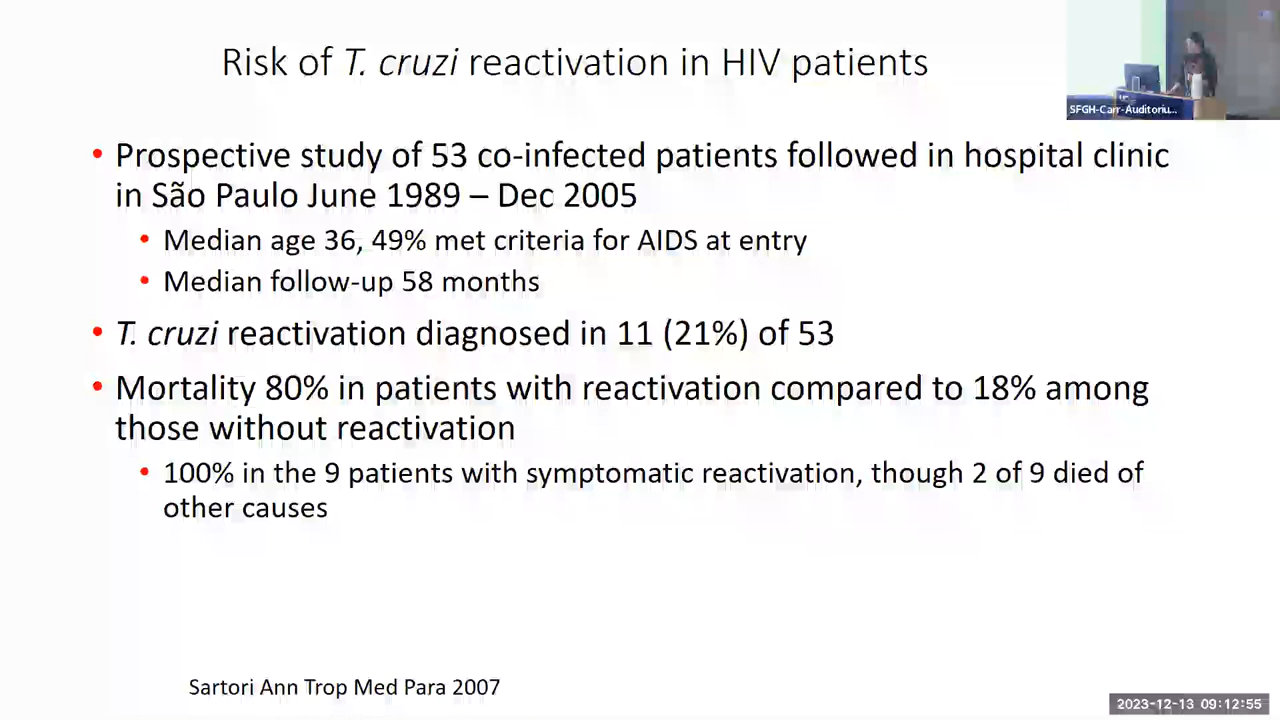 Risk of T. cruzi reactivation in HIV patients
SFGH-Carr-Auditoriu...
• Prospective study of 53 co-infected patients followed in hospital clinic
in São Paulo June 1989 – Dec 2005
• Median age 36, 49% met criteria for AIDS at entry
• Median follow-up 58 months
• T. cruzi reactivation diagnosed in 11 (21%) of 53
• Mortality 80% in patients with reactivation compared to 18% among
those without reactivation
• 100% in the 9 patients with symptomatic reactivation, though 2 of 9 died of
other causes
Sartori Ann Trop Med Para 2007
2023-12-13 09:12:55